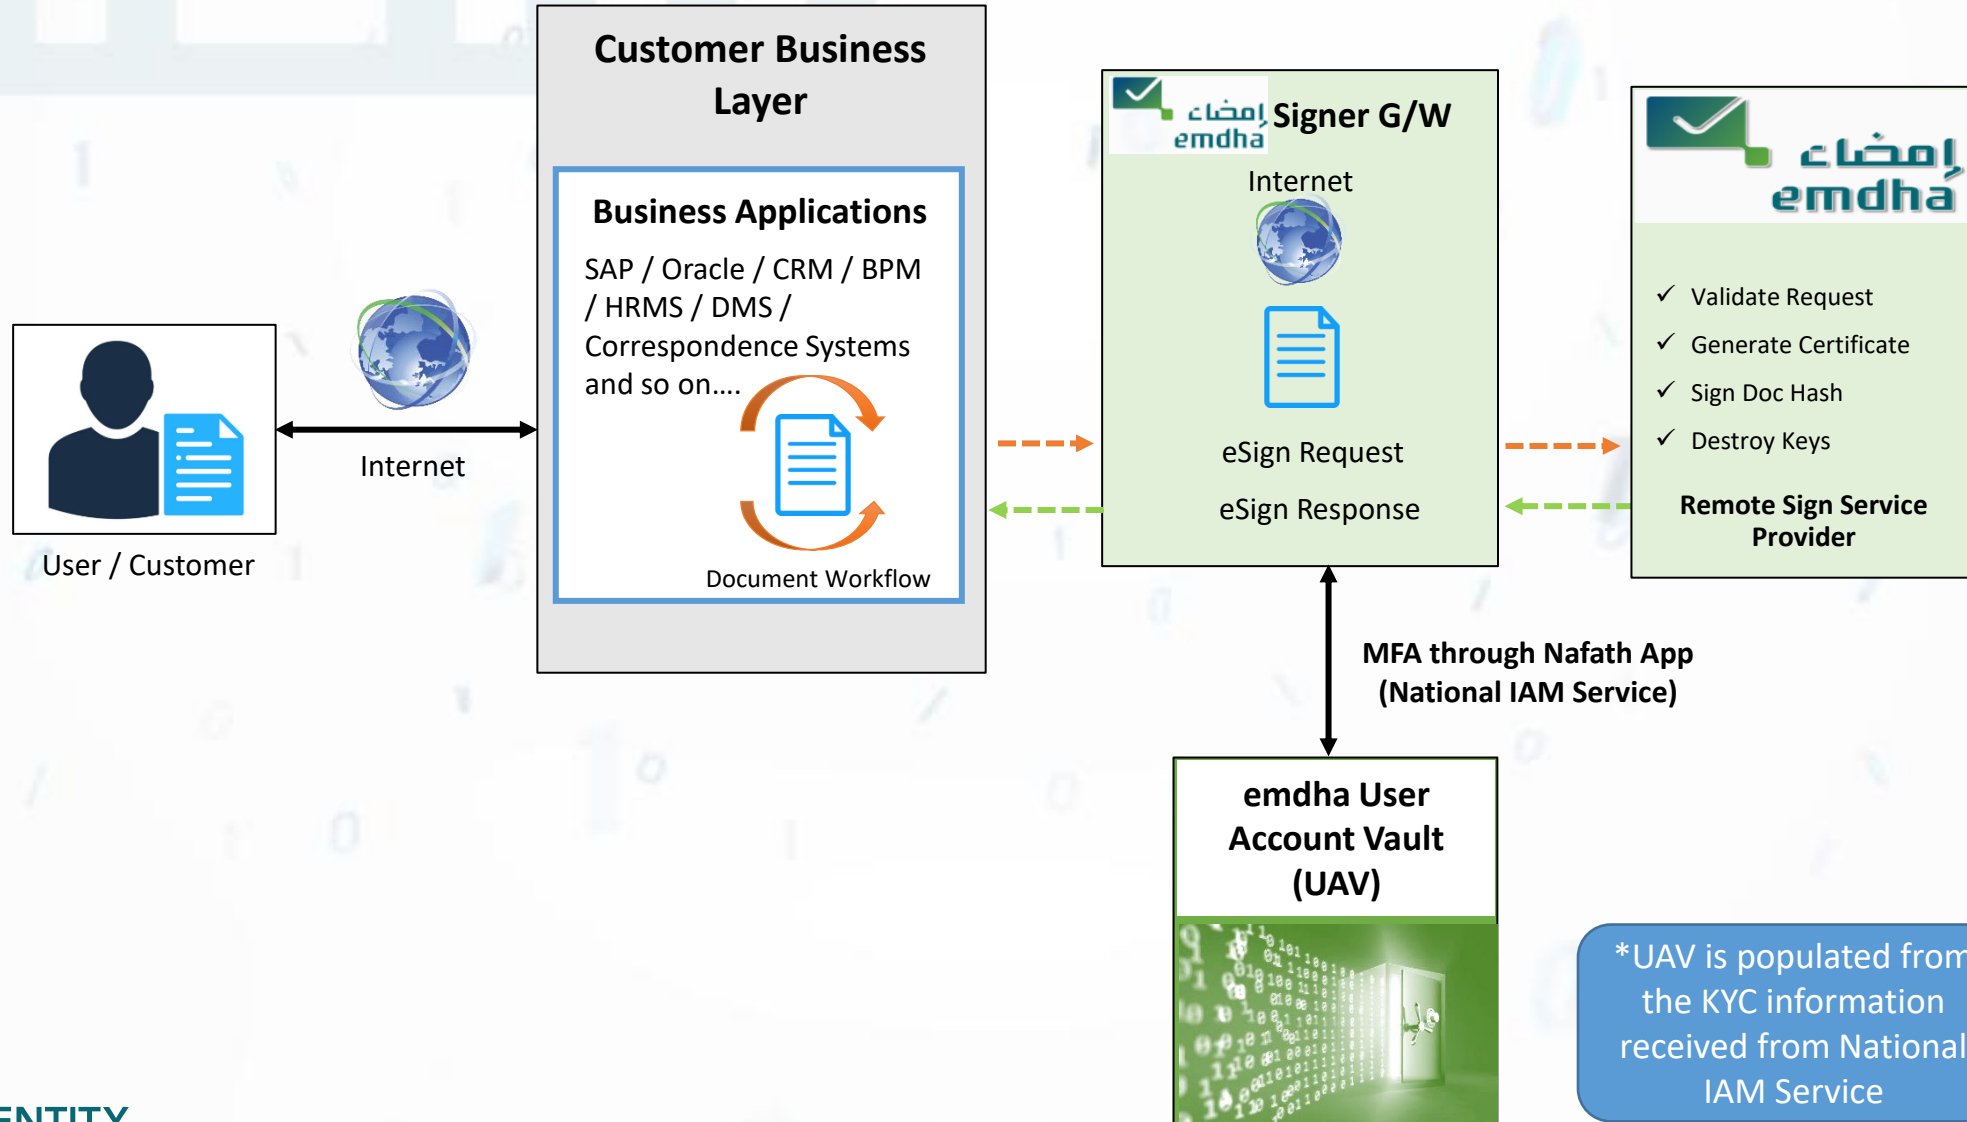 Customer Business
Layer
Business Applications
SAP / Oracle / CRM / BPM
/ HRMS / DMS /
Correspondence Systems
and so on....
Document Workflow
Internet
User / Customer
إمضاء
emdha
Signer G/W
Internet
eSign Request
eSign Response
إمضاء
emdha
✓ Validate Request
✓ Generate Certificate
✓ Sign Doc Hash
✓ Destroy Keys
Remote Sign Service
Provider
MFA through Nafath App
(National IAM Service)
emdha User
Account Vault
(UAV)
*UAV is populated from
the KYC information
received from National
IAM Service